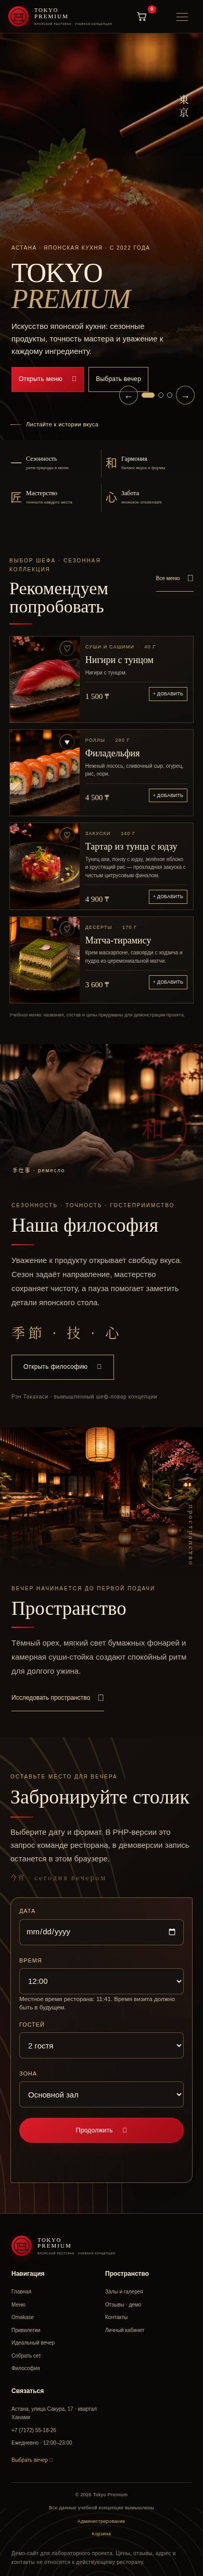 TOKYO
PREMIUM
ЯПОНСКИЙ РЕСТОРАН · УЧЕБНАЯ КОНЦЕПЦИЯ
0
東京
АСТАНА · ЯПОНСКАЯ КУХНЯ · С 2022 ГОДА
TOKYO
PREMIUM
Искусство японской кухни: сезонные
продукты, точность мастера и уважение к
каждому ингредиенту.
Открыть меню
Выбрать вечер
← →
Листайте к истории вкуса
一 Сезонность
和 Гармония
баланс вкуса и формы
匠 Мастерство
точность каждого жеста
心 Забота
ВЫБОР ШЕФА · СЕЗОННАЯ
КОЛЛЕКЦИЯ
Рекомендуем
попробовать
Все меню
СУШИ И САШИМИ · 40 Г
Нигири с тунцом
Нигири с тунцом.
1 500 ₸
+ ДОБАВИТЬ
РОЛЛЫ · 280 Г
Филадельфия
Нежный лосось, сливочный сыр, огурец,
рис, нори.
4 500 ₸
+ ДОБАВИТЬ
ЗАКУСКИ · 140 Г
Тартар из тунца с юдзу
Тунец аки, понзу с юдзу, зелёное яблоко
и хрустящий рис — прохладная закуска с
чистым цитрусовым финалом.
4 900 ₸
+ ДОБАВИТЬ
ДЕСЕРТЫ · 170 Г
Матча-тирамису
Крем маскарпоне, савоярди с ходзича и
пудра из церемониальной матчи.
3 600 ₸
+ ДОБАВИТЬ
Учебное меню: названия, состав и цены придуманы для демонстрации проекта.
和
手仕事 · ремесло
СЕЗОННОСТЬ · ТОЧНОСТЬ · ГОСТЕПРИИМСТВО
Наша философия
Уважение к продукту открывает свободу вкуса.
Сезон задаёт направление, мастерство
сохраняет чистоту, а пауза помогает заметить
детали японского стола.
季節 · 技 · 心
Открыть философию
Рэн Такахаси · вымышленный шеф-повар концепции
пространство
ВЕЧЕР НАЧИНАЕТСЯ ДО ПЕРВОЙ ПОДАЧИ
Пространство
Тёмный орех, мягкий свет бумажных фонарей и
камерная суши-стойка создают спокойный ритм
для долгого ужина.
Исследовать пространство
ОСТАВЬТЕ МЕСТО ДЛЯ ВЕЧЕРА
Забронируйте столик
Выберите дату и формат. В PHP-версии это
запрос команде ресторана, в демоверсии запись
останется в этом браузере.
今宵 · сегодня вечером
ДАТА
mm/dd/yyyy
ВРЕМЯ
12:00
Местное время ресторана: 11:41. Время визита должно
быть в будущем.
ГОСТЕЙ
2 гостя
ЗОНА
Основной зал
Продолжить
TOKYO
PREMIUM
ЯПОНСКИЙ РЕСТОРАН · УЧЕБНАЯ КОНЦЕПЦИЯ
Навигация
Главная
Меню
Omakase
Привилегии
Идеальный вечер
Собрать сет
Философия
Пространство
Залы и галерея
Отзывы · демо
Контакты
Личный кабинет
Связаться
Астана, улица Сакура, 17 · квартал
Ханами
+7 (7172) 55-18-26
Ежедневно · 12:00–23:00
Выбрать вечер
© 2026 Tokyo Premium
Все данные учебной концепции вымышлены
Администрирование
Корзина
Демо-сайт для лабораторного проекта. Цены, отзывы, адрес и
контакты не относятся к действующему ресторану.